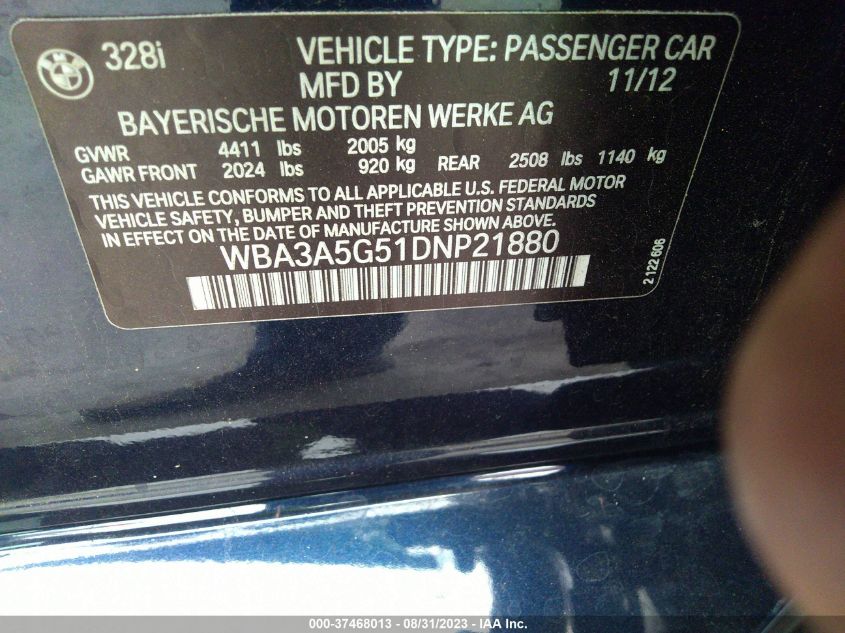 328i VEHICLE TYPE: PASSENGER CAR
MFD BY 11/12
BAYERISCHE MOTOREN WERKE AG
GVWR 4411 lbs 2005 kg
GAWR FRONT 2024 lbs 920 kg REAR 2508 lbs 1140 kg
THIS VEHICLE CONFORMS TO ALL APPLICABLE U.S. FEDERAL MOTOR
VEHICLE SAFETY, BUMPER AND THEFT PREVENTION STANDARDS
IN EFFECT ON THE DATE OF MANUFACTURE SHOWN ABOVE.
WBA3A5G51DNP21880
2 122 606
000-37468013 - 08/31/2023 - IAA Inc.